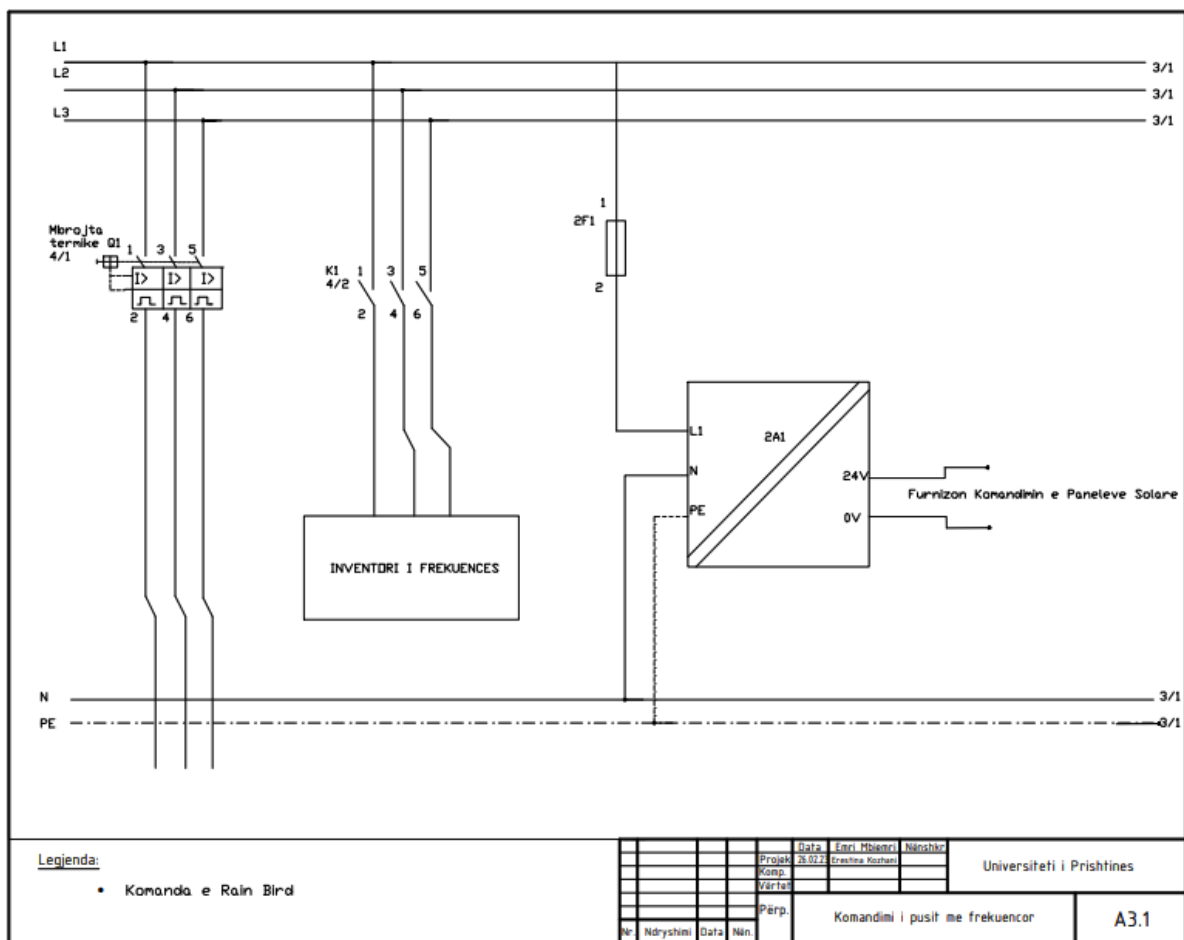 L1
3/1
L2
3/1
L3
3/1
Mbrojta
termike Q1
4/1
1 3 5
I> I> I>
2 4 6
K1
4/2
1 3 5
2 4 6
1
2F1
2
L1
N
PE
2A1
24V
0V
Furnizon Komandimin e Paneleve Solare
INVENTORI I FREKUENCES
N
3/1
PE
3/1
Legjenda:
• Komanda e Rain Bird
Data Emri Mbiemri Nënshkr
Projek 26.02.23
Komp.
Vërtet
Përp.
Nr. Ndryshimi Data Nën.
Universiteti i Prishtines
Komandimi i pusit me frekuencor
A3.1